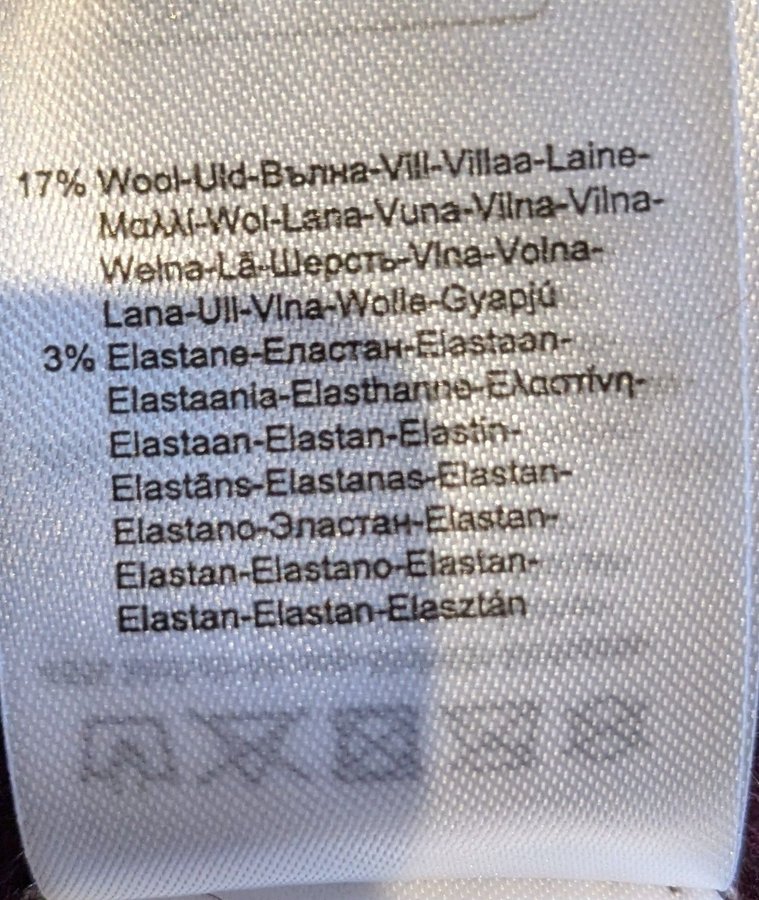 17% Wool-Uld-Вълна-Vill-Villaa-Laine-
Μαλλί-Wol-Lana-Vuna-Vilna-Vilna-
Wełna-Lã-Шерсть-Vlna-Volna-
Lana-Ull-Vlna-Wolle-Gyapjú
3% Elastane-Еластан-Elastaan-
Elastaania-Elasthanne-Ελαστίνη-
Elastaan-Elastan-Elastin-
Elastāns-Elastanas-Elastan-
Elastano-Эластан-Elastan-
Elastan-Elastano-Elastan-
Elastan-Elastan-Elasztán